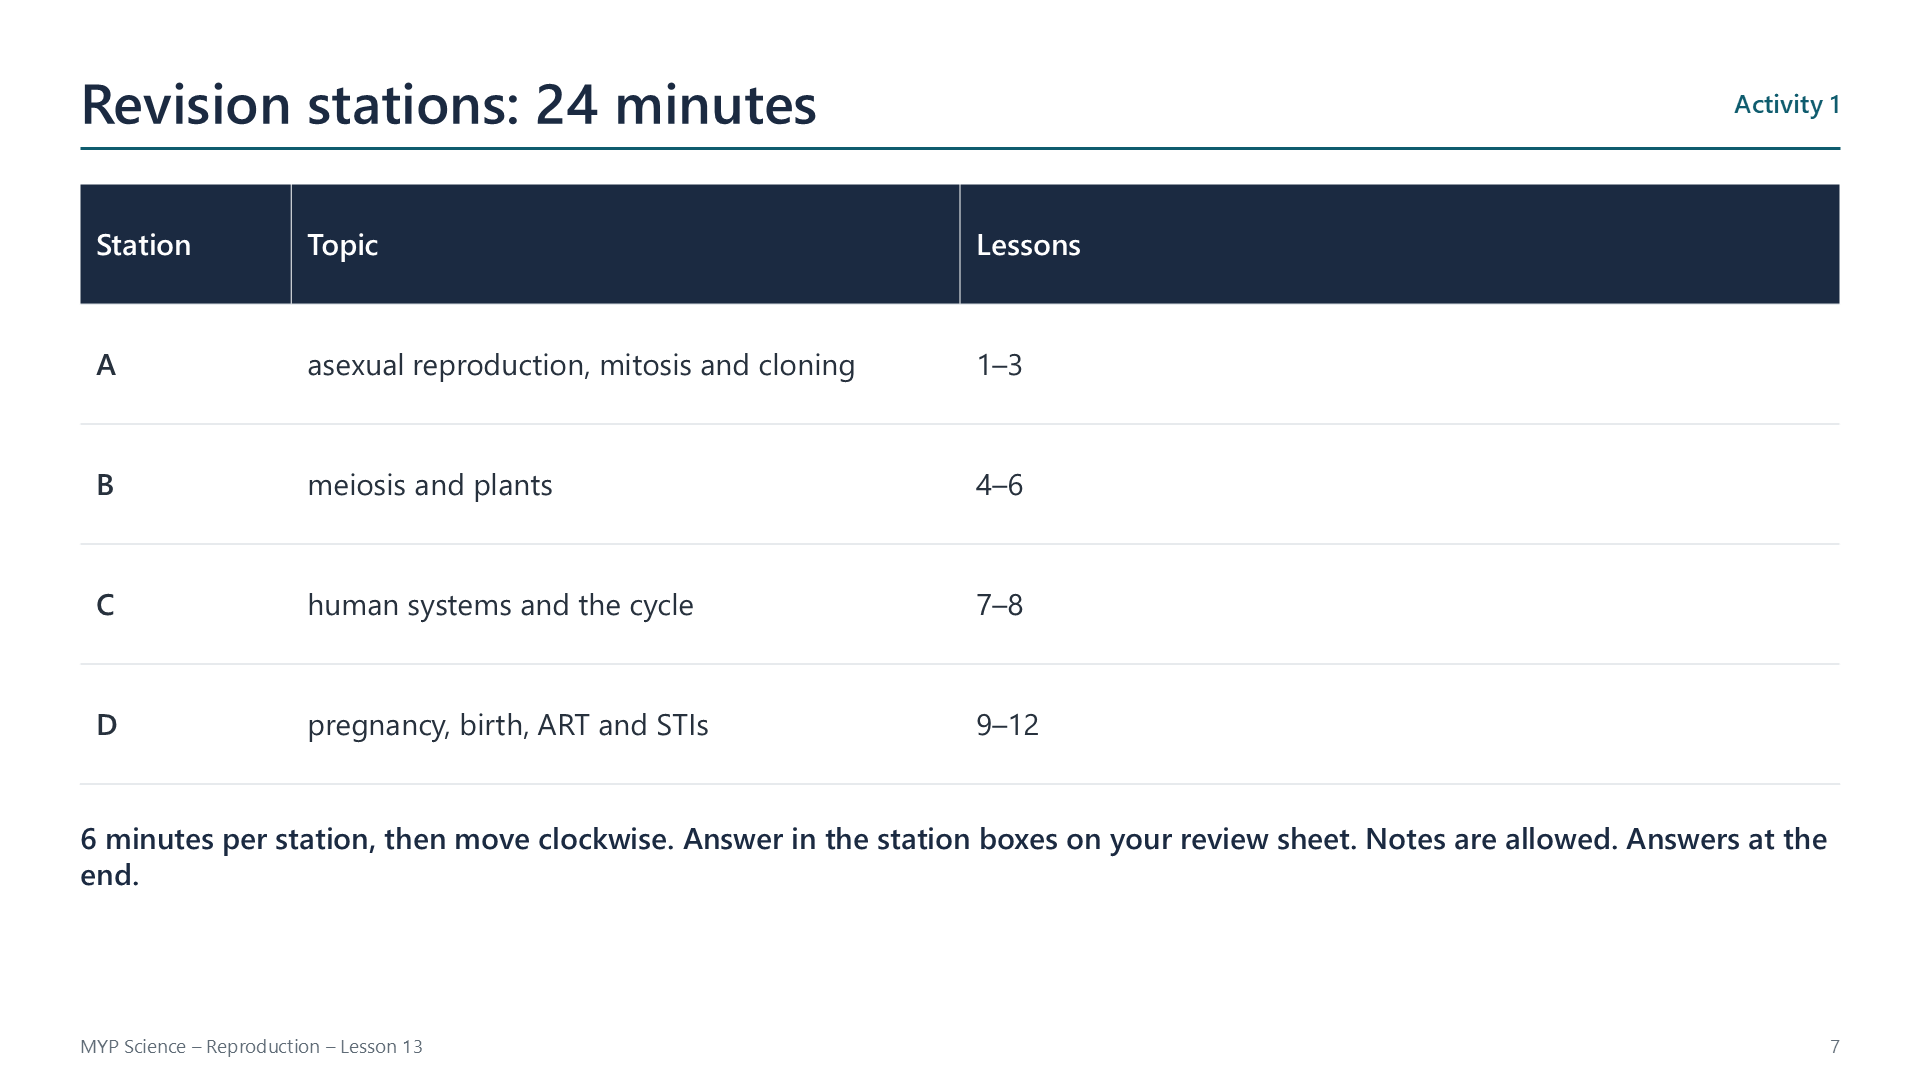 Revision stations: 24 minutes
Activity 1
Station Topic Lessons
A asexual reproduction, mitosis and cloning 1–3
B meiosis and plants 4–6
C human systems and the cycle 7–8
D pregnancy, birth, ART and STIs 9–12
6 minutes per station, then move clockwise. Answer in the station boxes on your review sheet. Notes are allowed. Answers at the
end.
MYP Science – Reproduction – Lesson 13
7